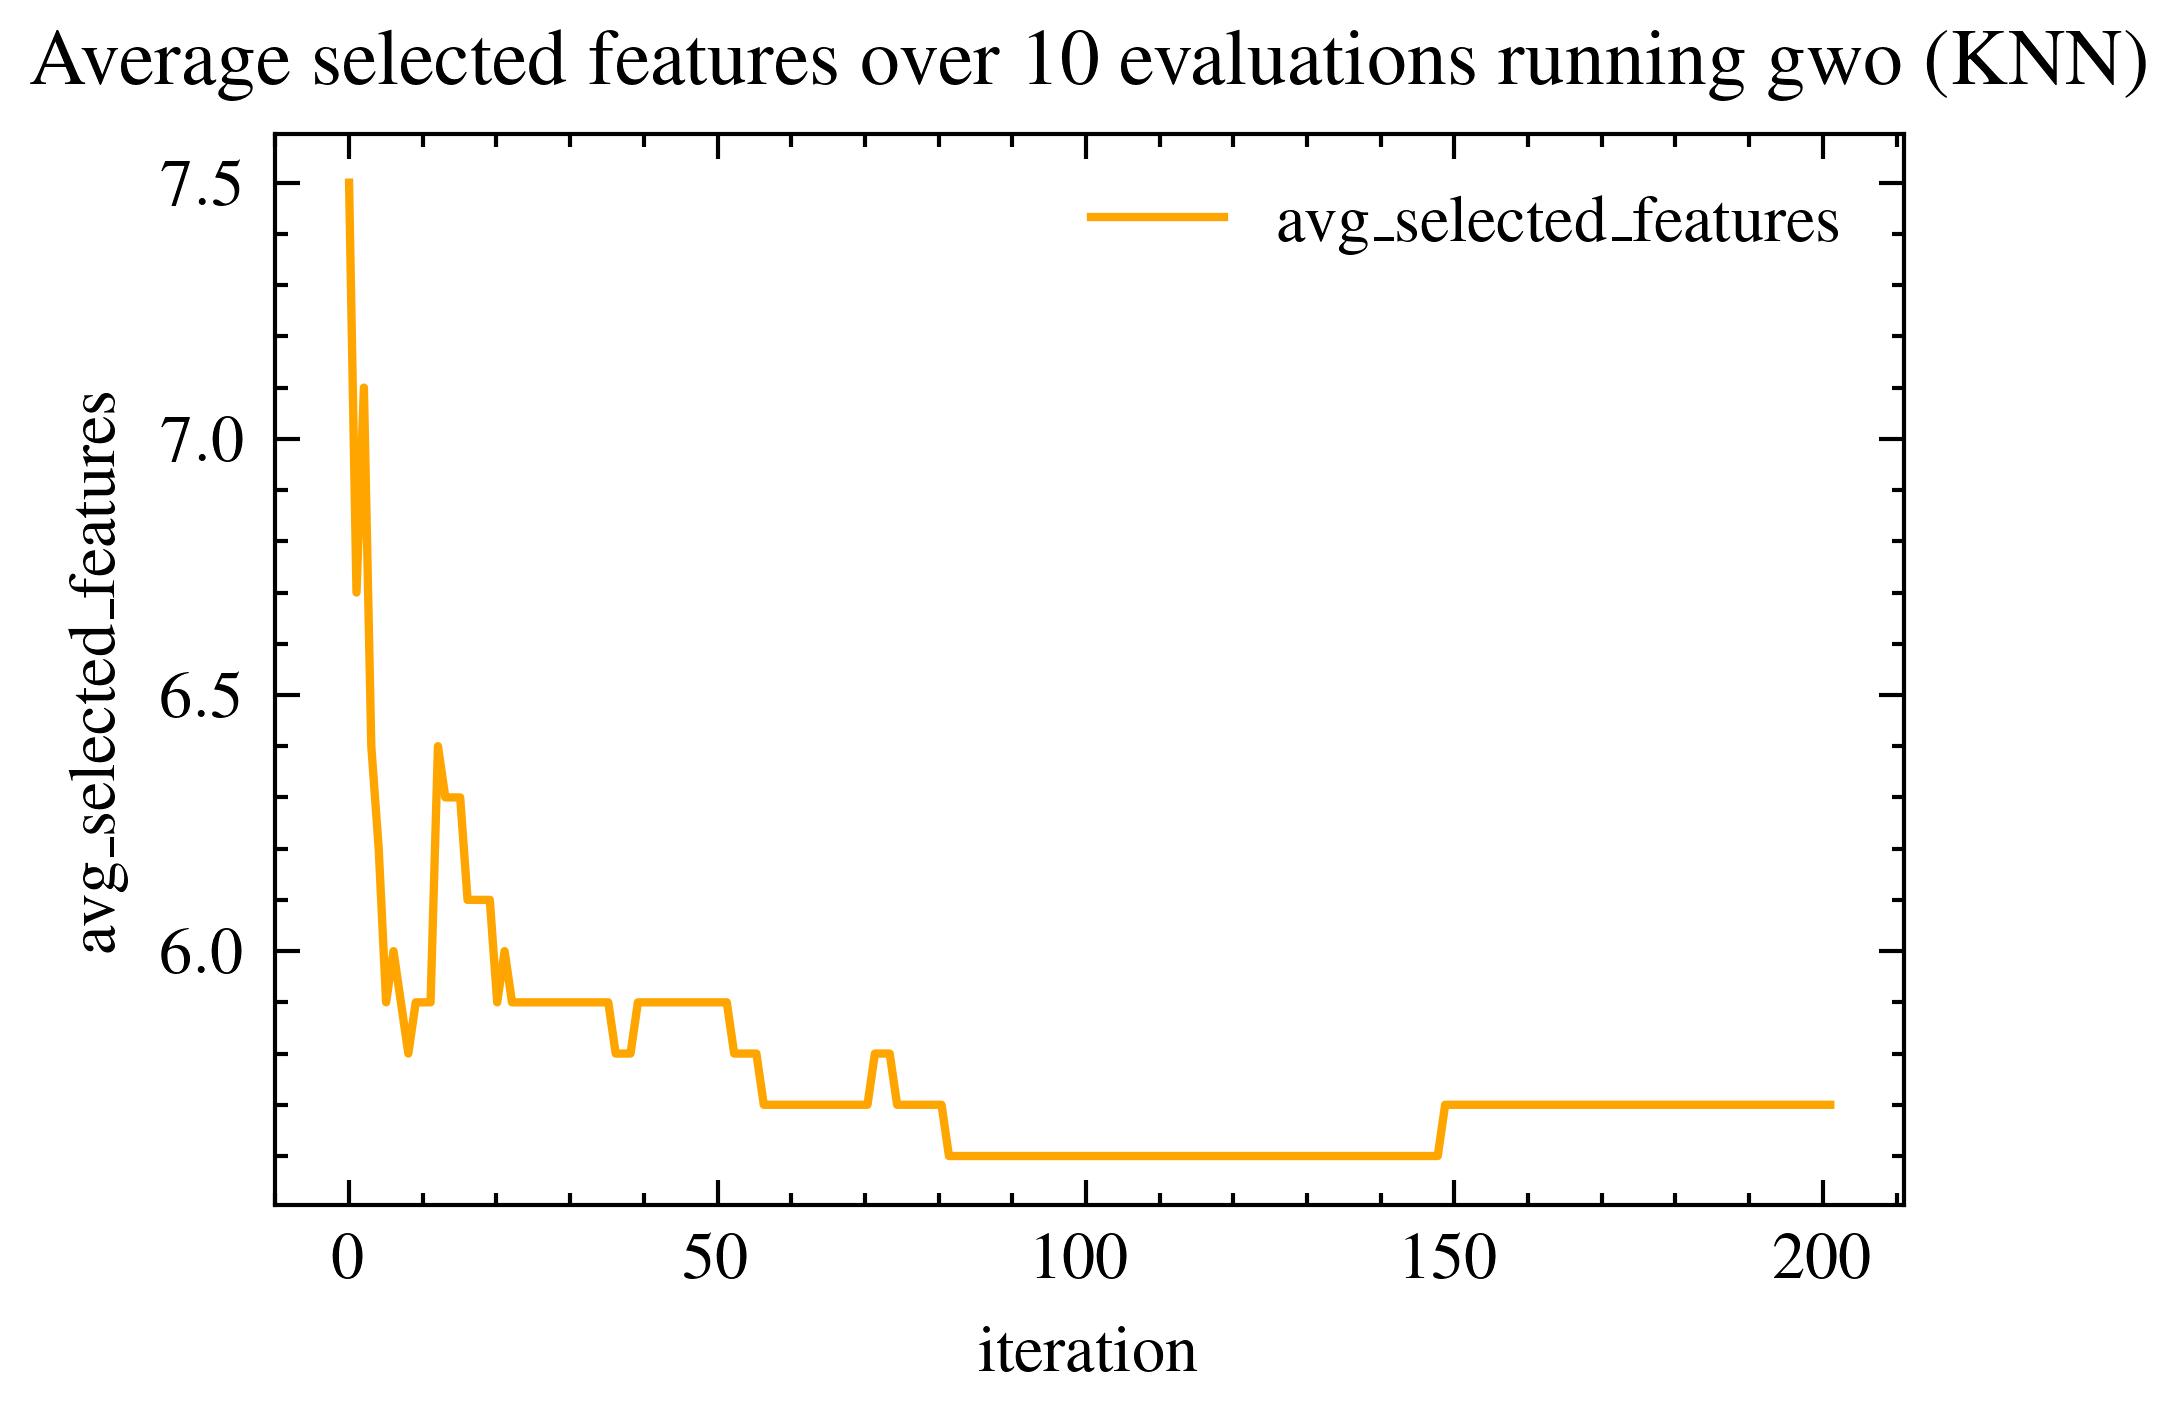 Average selected features over 10 evaluations running gwo (KNN)
avg_selected_features
7.5
7.0
6.5
6.0
avg_selected_features
0 50 100 150 200
iteration